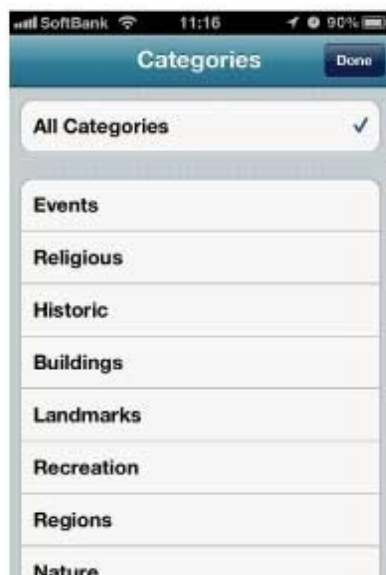 SoftBank 11:16 90%
Categories Done
All Categories
Events
Religious
Historic
Buildings
Landmarks
Recreation
Regions
Nature